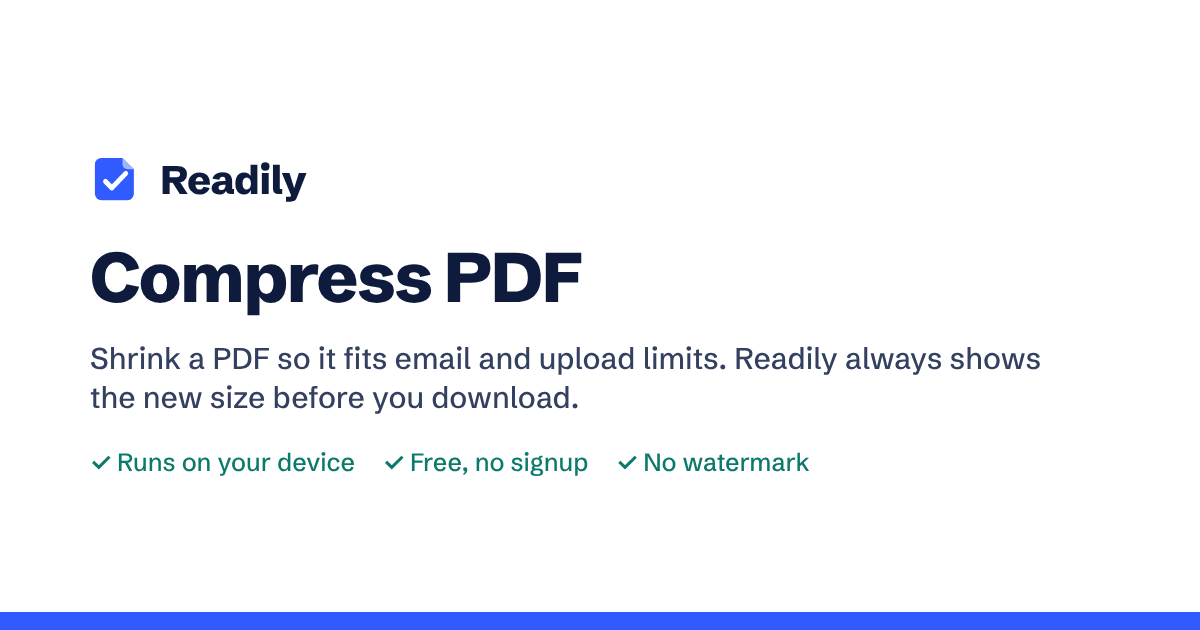 Readily
Compress PDF
Shrink a PDF so it fits email and upload limits. Readily always shows
the new size before you download.
✓ Runs on your device ✓ Free, no signup ✓ No watermark